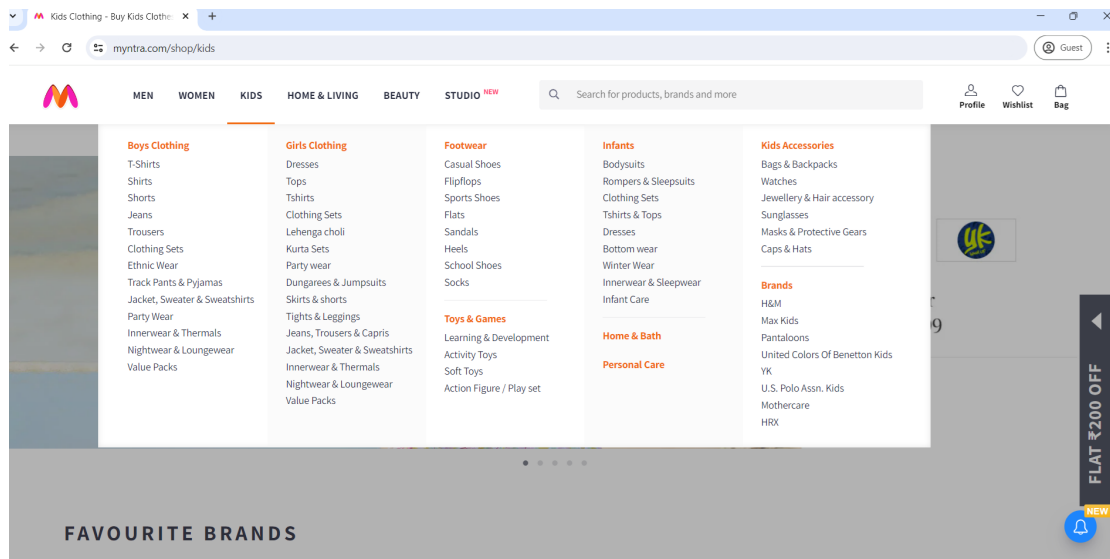 Kids Clothing - Buy Kids Clothes
myntra.com/shop/kids
Guest
MEN
WOMEN
KIDS
HOME & LIVING
BEAUTY
STUDIO NEW
Search for products, brands and more
Profile
Wishlist
Bag
Boys Clothing
T-Shirts
Shirts
Shorts
Jeans
Trousers
Clothing Sets
Ethnic Wear
Track Pants & Pyjamas
Jacket, Sweater & Sweatshirts
Party Wear
Innerwear & Thermals
Nightwear & Loungewear
Value Packs
Girls Clothing
Dresses
Tops
Tshirts
Clothing Sets
Lehenga choli
Kurta Sets
Party wear
Dungarees & Jumpsuits
Skirts & shorts
Tights & Leggings
Jeans, Trousers & Capris
Jacket, Sweater & Sweatshirts
Innerwear & Thermals
Nightwear & Loungewear
Value Packs
Footwear
Casual Shoes
Flipflops
Sports Shoes
Flats
Sandals
Heels
School Shoes
Socks
Toys & Games
Learning & Development
Activity Toys
Soft Toys
Action Figure / Play set
Infants
Bodysuits
Rompers & Sleepsuits
Clothing Sets
Tshirts & Tops
Dresses
Bottom wear
Winter Wear
Innerwear & Sleepwear
Infant Care
Home & Bath
Personal Care
Kids Accessories
Bags & Backpacks
Watches
Jewellery & Hair accessory
Sunglasses
Masks & Protective Gears
Caps & Hats
Brands
H&M
Max Kids
Pantaloons
United Colors Of Benetton Kids
YK
U.S. Polo Assn. Kids
Mothercare
HRX
yk
FLAT ₹200 OFF
NEW
FAVOURITE BRANDS